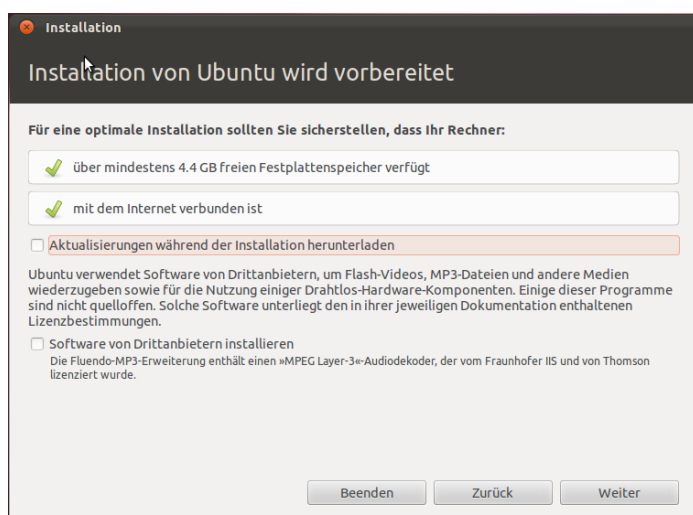 Installation
Installation von Ubuntu wird vorbereitet
Für eine optimale Installation sollten Sie sicherstellen, dass Ihr Rechner:
über mindestens 4.4 GB freien Festplattenspeicher verfügt
mit dem Internet verbunden ist
Aktualisierungen während der Installation herunterladen
Ubuntu verwendet Software von Drittanbietern, um Flash-Videos, MP3-Dateien und andere Medien
wiederzugeben sowie für die Nutzung einiger Drahtlos-Hardware-Komponenten. Einige dieser Programme
sind nicht quelloffen. Solche Software unterliegt den in ihrer jeweiligen Dokumentation enthaltenen
Lizenzbestimmungen.
Software von Drittanbietern installieren
Die Fluendo-MP3-Erweiterung enthält einen »MPEG Layer-3«-Audiodekoder, der vom Fraunhofer IIS und von Thomson
lizenziert wurde.
Beenden Zurück Weiter